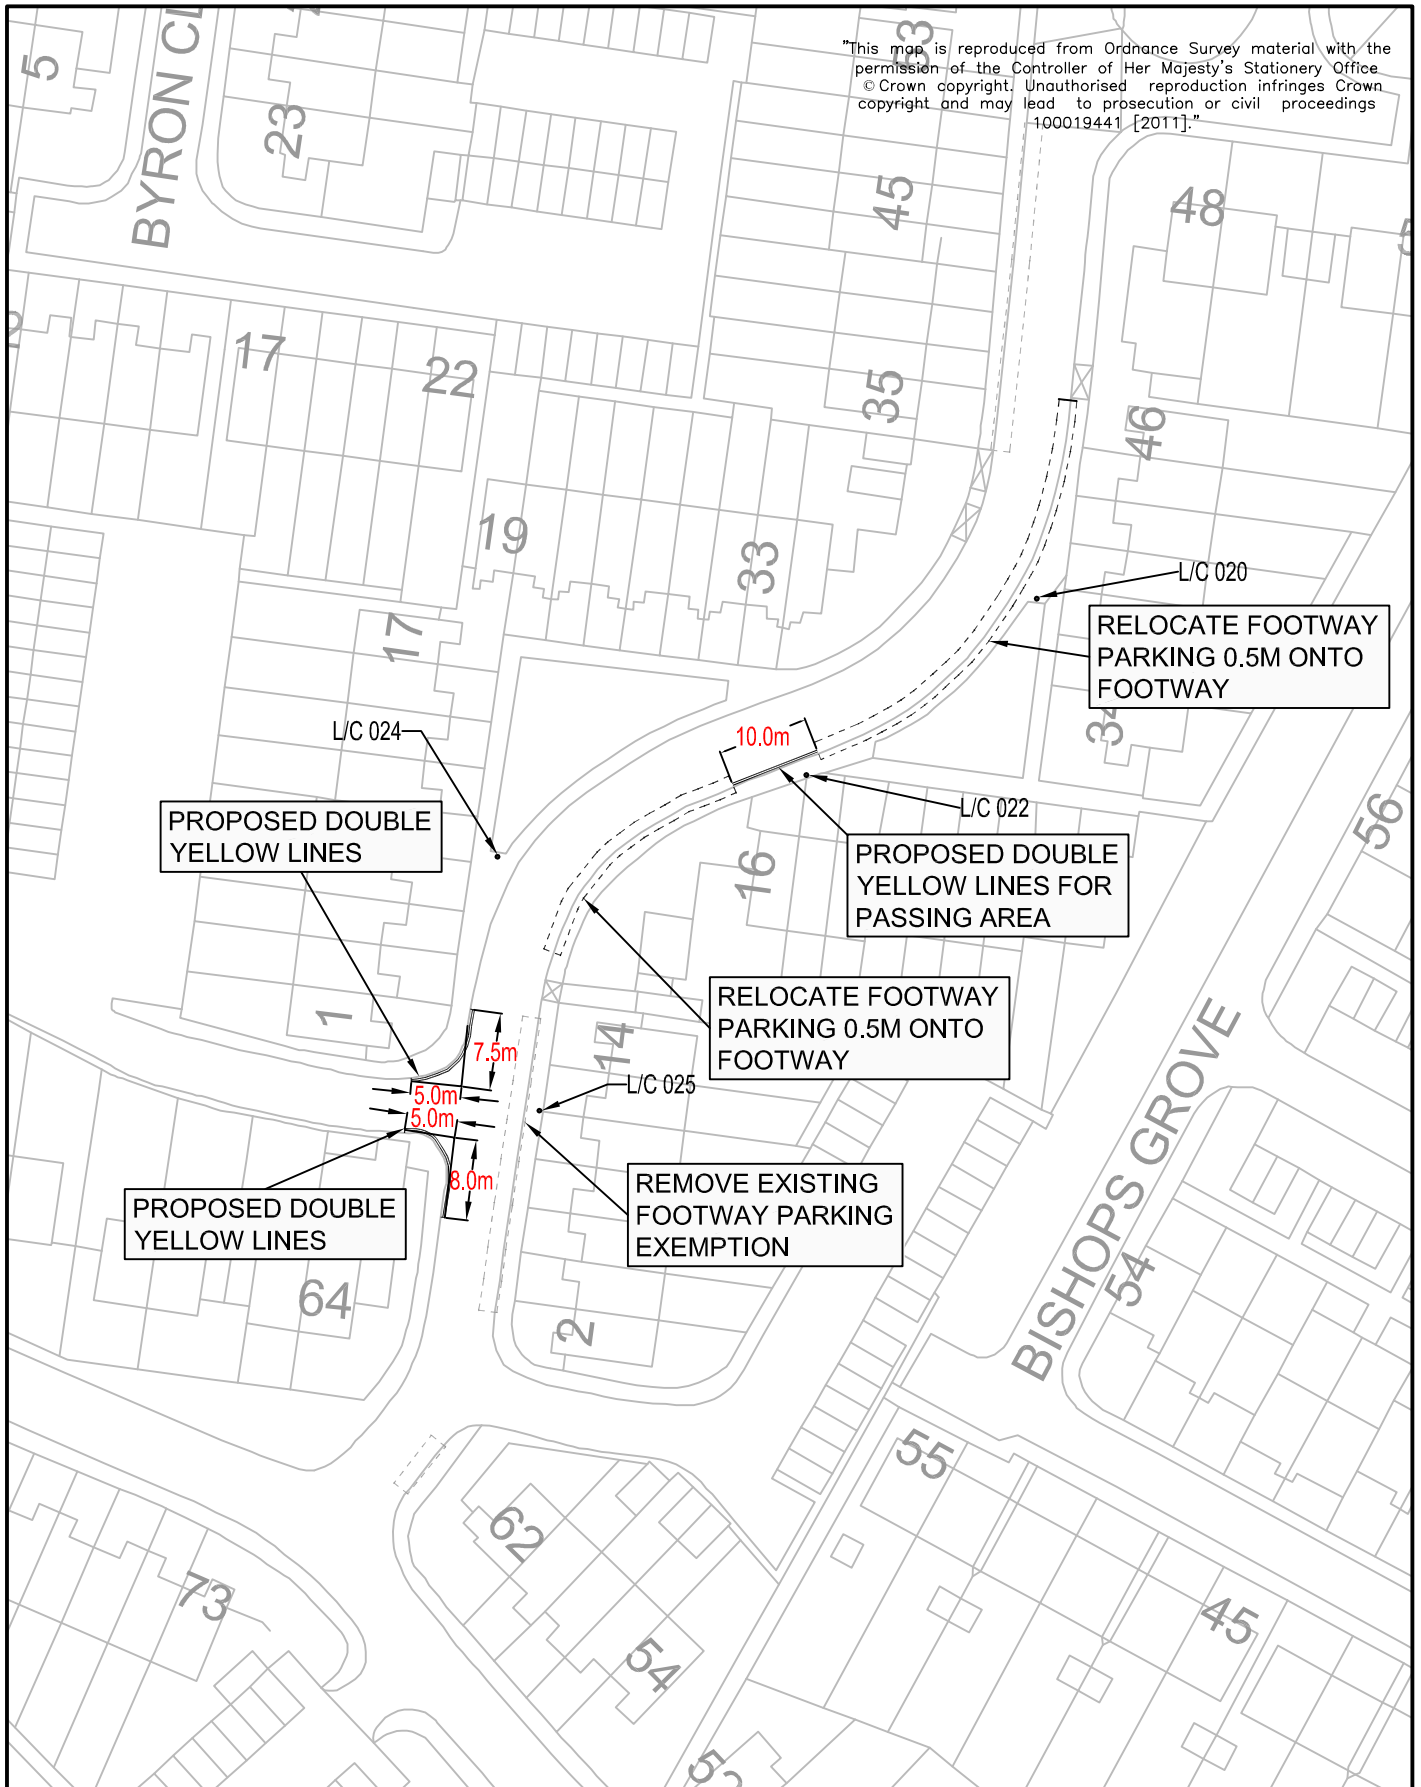 "This map is reproduced from Ordnance Survey material with the
permission of the Controller of Her Majesty's Stationery Office
© Crown copyright. Unauthorised reproduction infringes Crown
copyright and may lead to prosecution or civil proceedings
100019441 [2011]."
5
BYRON CL
23
63
45
48
17
22
35
46
19
33
17
L/C 020
RELOCATE FOOTWAY
PARKING 0.5M ONTO
FOOTWAY
34
L/C 024
10.0m
L/C 022
PROPOSED DOUBLE
YELLOW LINES
16
PROPOSED DOUBLE
YELLOW LINES FOR
PASSING AREA
56
RELOCATE FOOTWAY
PARKING 0.5M ONTO
FOOTWAY
1
14
7.5m
L/C 025
5.0m
5.0m
8.0m
PROPOSED DOUBLE
YELLOW LINES
REMOVE EXISTING
FOOTWAY PARKING
EXEMPTION
BISHOPS GROVE
54
64
2
55
62
73
54
45